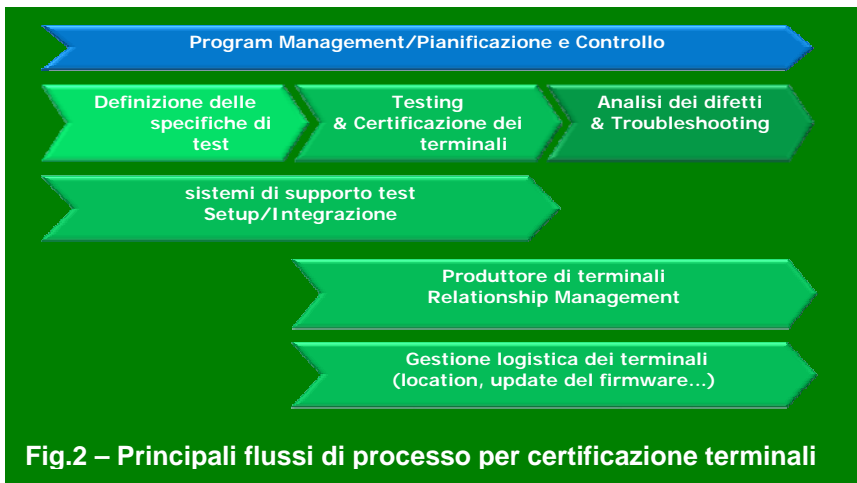 Program Management/Pianificazione e Controllo
Definizione delle
specifiche di
test
Testing
& Certificazione dei
terminali
Analisi dei difetti
& Troubleshooting
sistemi di supporto test
Setup/Integrazione
Produttore di terminali
Relationship Management
Gestione logistica dei terminali
(location, update del firmware...)
Fig.2 – Principali flussi di processo per certificazione terminali